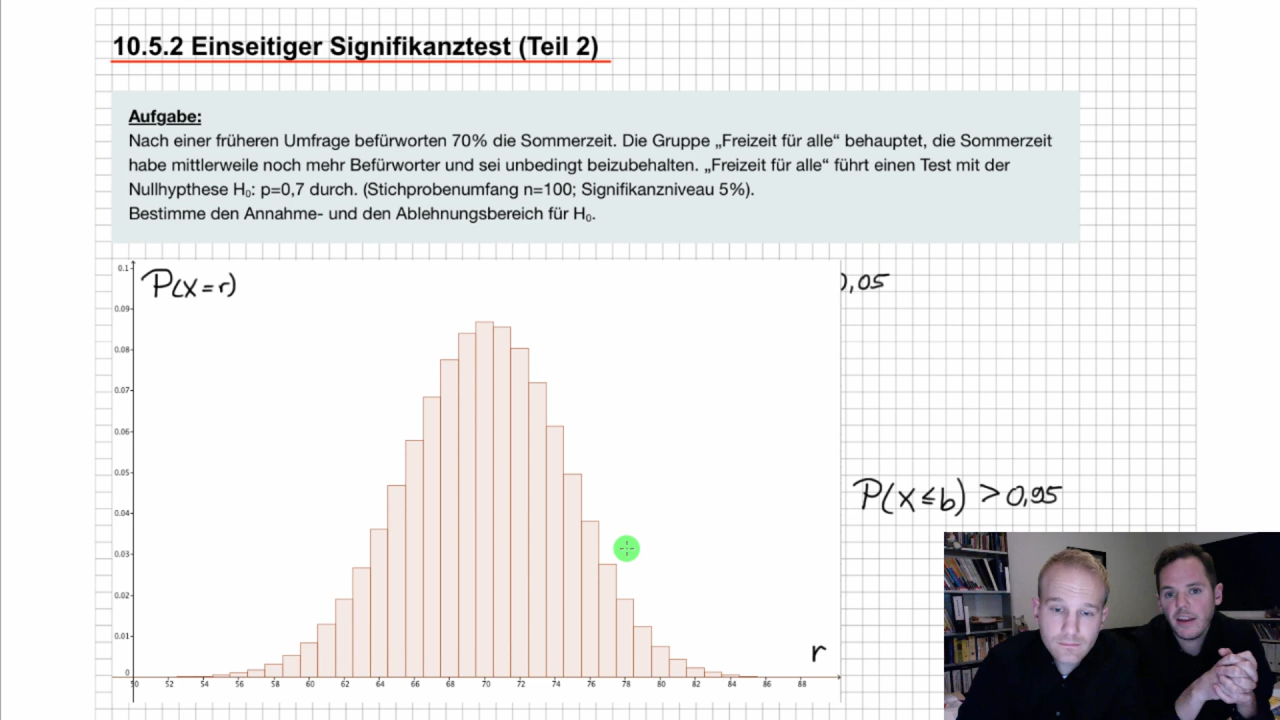 10.5.2 Einseitiger Signifikanztest (Teil 2)
Aufgabe:
Nach einer früheren Umfrage befürworten 70% die Sommerzeit. Die Gruppe „Freizeit für alle“ behauptet, die Sommerzeit
habe mittlerweile noch mehr Befürworter und sei unbedingt beizubehalten. „Freizeit für alle“ führt einen Test mit der
Nullhypthese H₀: p=0,7 durch. (Stichprobenumfang n=100; Signifikanzniveau 5%).
Bestimme den Annahme- und den Ablehnungsbereich für H₀.
0.1
P(X=r)
0,05
0.09
0.08
0.07
0.06
0.05
P(X≤b) > 0,95
0.04
0.03
0.02
0.01
r
0
50 52 54 56 58 60 62 64 66 68 70 72 74 76 78 80 82 84 86 88